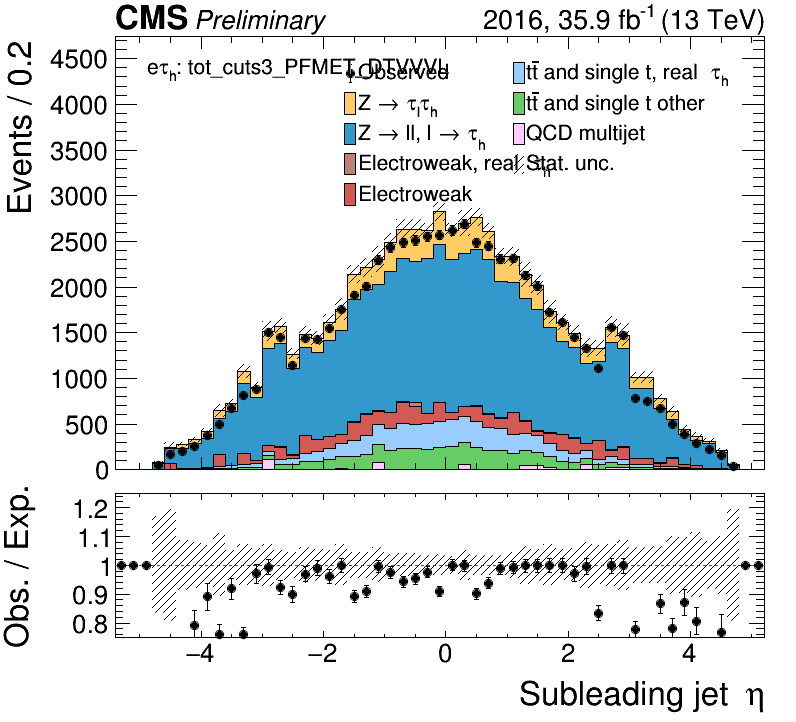 CMS Preliminary 2016, 35.9 fb⁻¹ (13 TeV)
Events / 0.2
4500
4000
3500
3000
2500
2000
1500
1000
500
0
eτh: tot_cuts3_PFMET_DTVVVL
Observed
Z → τlτh
Z → ll, l → τh
Electroweak, real τh
Electroweak
tt̄ and single t, real τh
tt̄ and single t other
QCD multijet
Stat. unc.
Obs. / Exp.
1.2
1.1
1
0.9
0.8
−4 −2 0 2 4
Subleading jet η